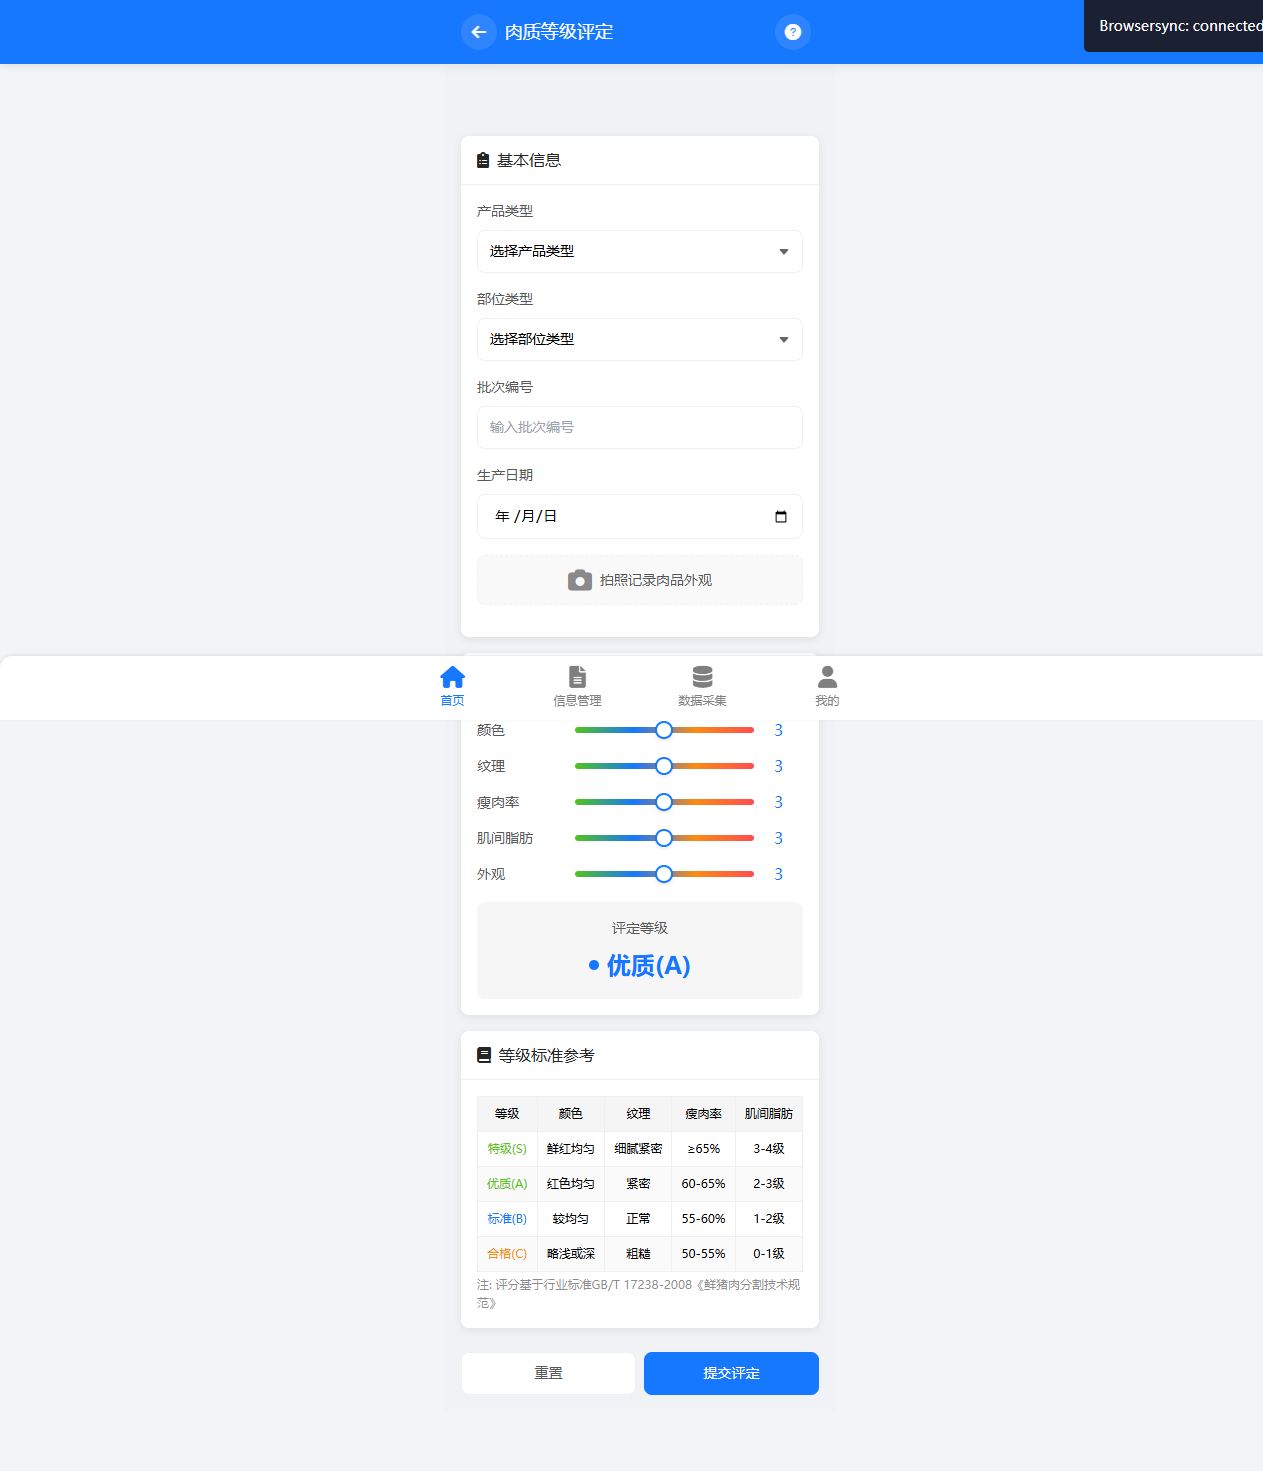 肉质等级评定
Browsersync: connected
基本信息
产品类型
选择产品类型
部位类型
选择部位类型
批次编号
输入批次编号
生产日期
年 /月/日
拍照记录肉品外观
首页 信息管理 数据采集 我的
颜色 3
纹理 3
瘦肉率 3
肌间脂肪 3
外观 3
评定等级
优质(A)
等级标准参考
等级 颜色 纹理 瘦肉率 肌间脂肪
特级(S) 鲜红均匀 细腻紧密 ≥65% 3-4级
优质(A) 红色均匀 紧密 60-65% 2-3级
标准(B) 较均匀 正常 55-60% 1-2级
合格(C) 略浅或深 粗糙 50-55% 0-1级
注: 评分基于行业标准GB/T 17238-2008《鲜猪肉分割技术规
范》
重置 提交评定